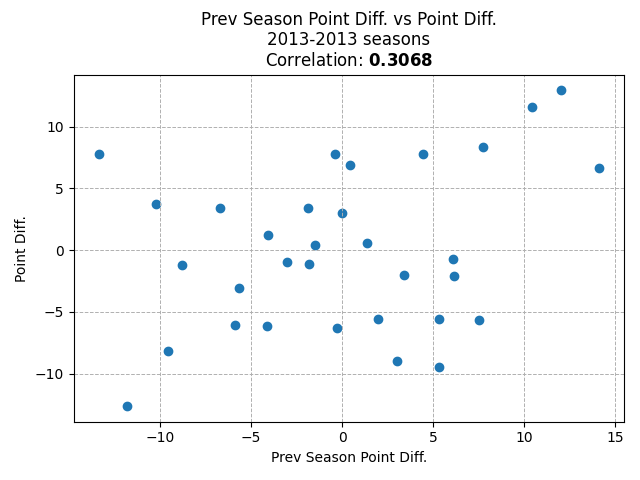 Prev Season Point Diff. vs Point Diff.
2013-2013 seasons
Correlation: 0.3068
10
5
0
−5
−10
Point Diff.
−10
−5
0
5
10
15
Prev Season Point Diff.